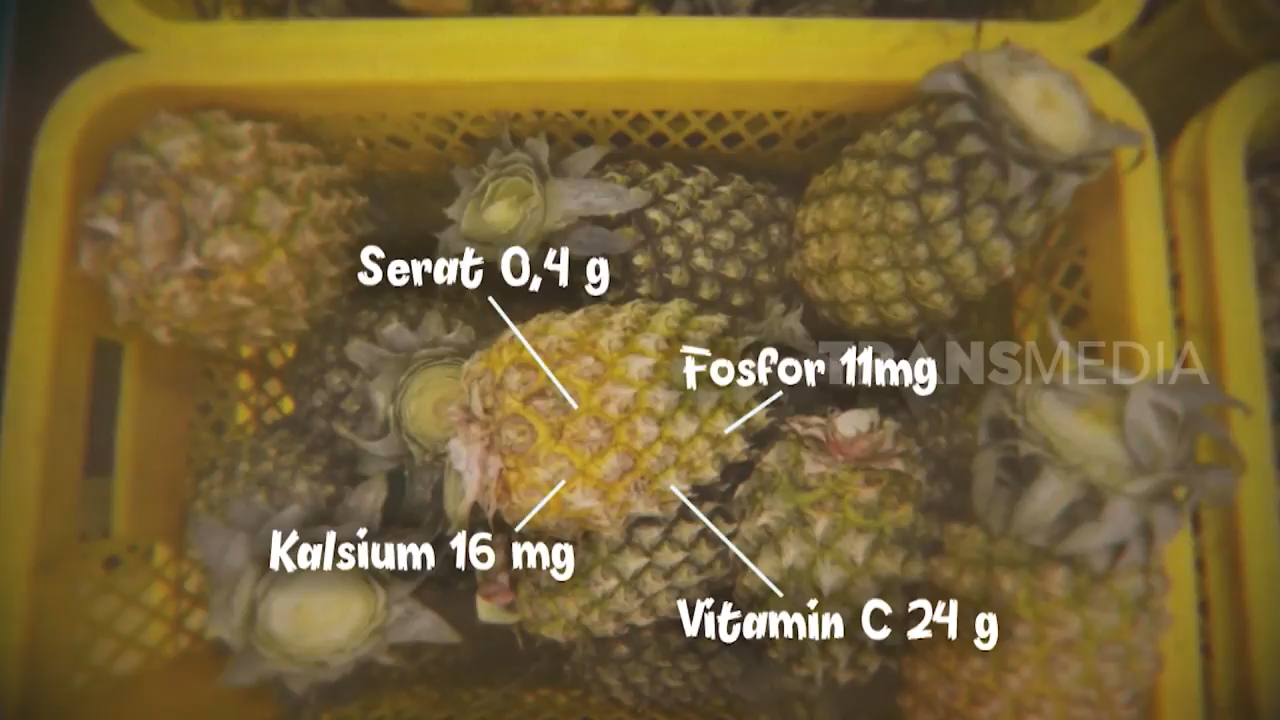 Serat 0,4 g
Fosfor 11mg
TRANSMEDIA
Kalsium 16 mg
Vitamin C 24 g